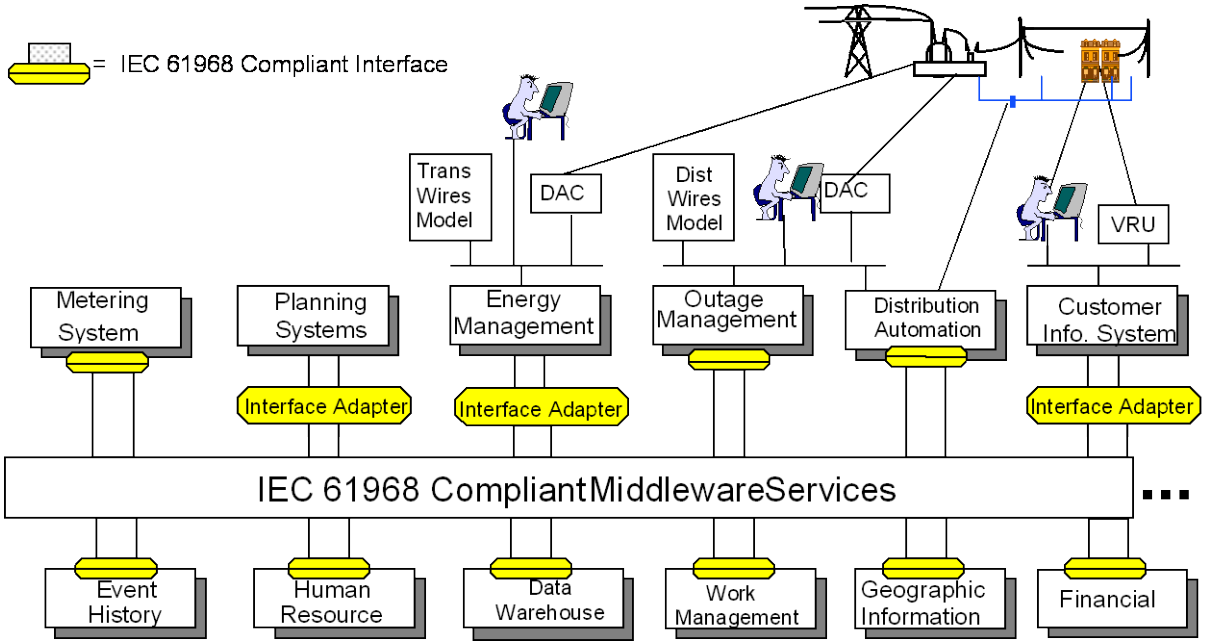 = IEC 61968 Compliant Interface
Trans
Wires
Model
DAC
Dist
Wires
Model
DAC
VRU
Metering
System
Planning
Systems
Energy
Management
Outage
Management
Distribution
Automation
Customer
Info. System
Interface Adapter
Interface Adapter
Interface Adapter
IEC 61968 CompliantMiddlewareServices
...
Event
History
Human
Resource
Data
Warehouse
Work
Management
Geographic
Information
Financial